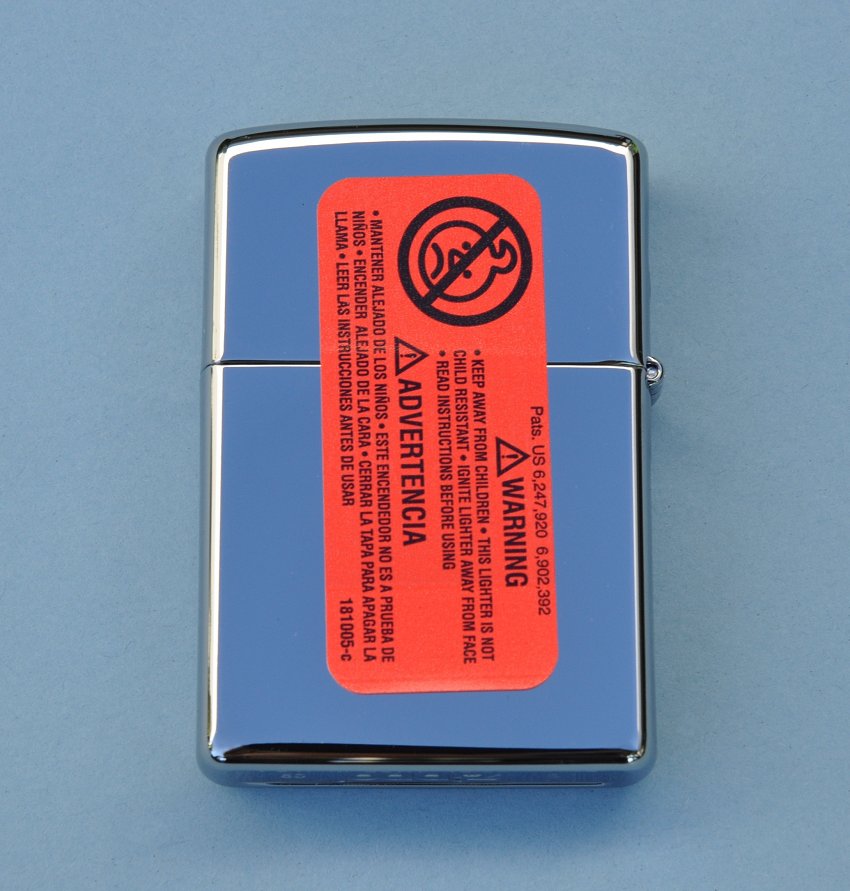 Pats. US 6,247,920 6,902,392
WARNING
• KEEP AWAY FROM CHILDREN • THIS LIGHTER IS NOT
CHILD RESISTANT • IGNITE LIGHTER AWAY FROM FACE
• READ INSTRUCTIONS BEFORE USING
ADVERTENCIA
• MANTENER ALEJADO DE LOS NIÑOS • ESTE ENCENDEDOR NO ES A PRUEBA DE
NIÑOS • ENCENDER ALEJADO DE LA CARA • CERRAR LA TAPA PARA APAGAR LA
LLAMA • LEER LAS INSTRUCCIONES ANTES DE USAR 181005-c